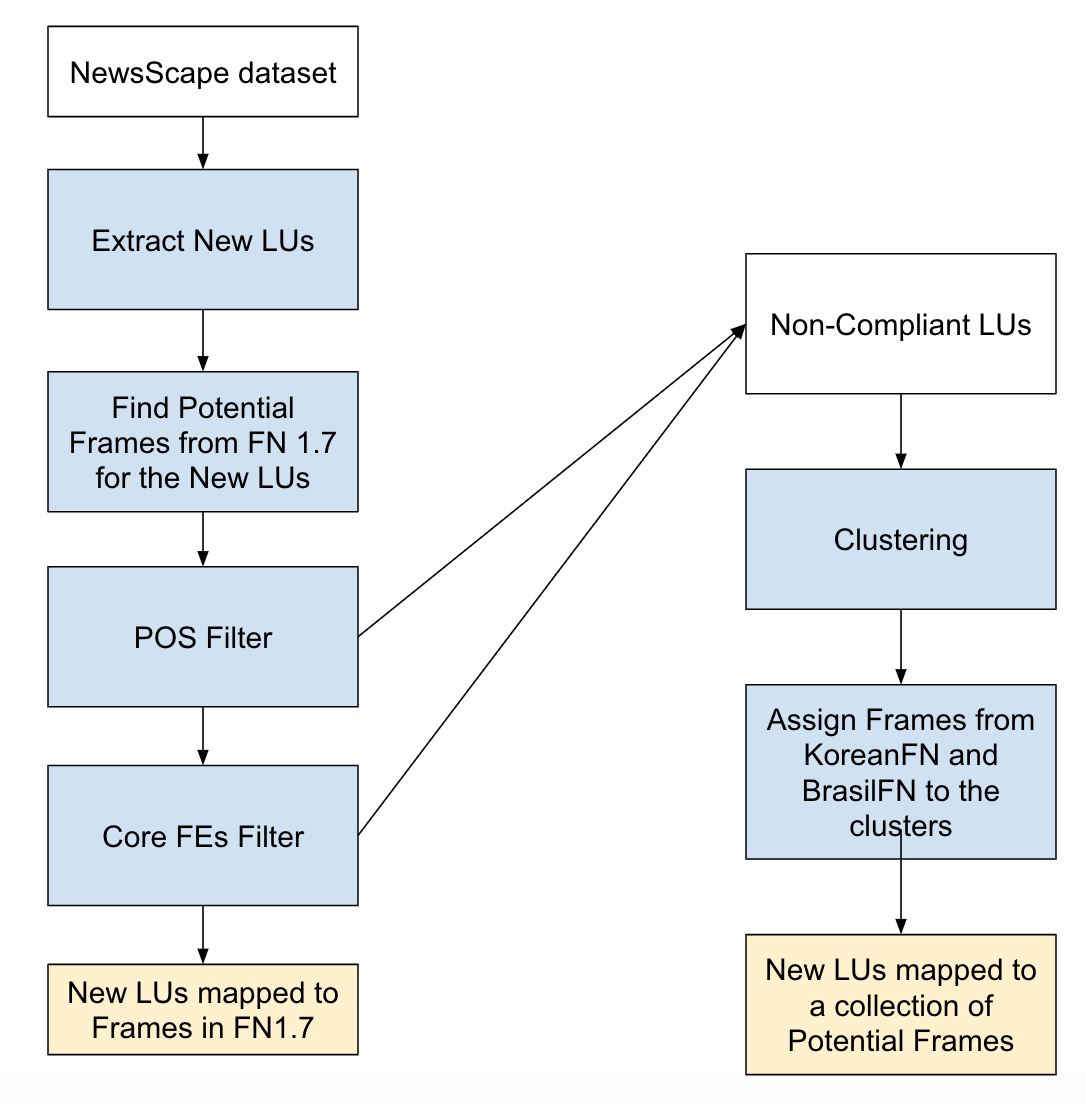 NewsScape dataset
Extract New LUs
Find Potential
Frames from FN 1.7
for the New LUs
POS Filter
Core FEs Filter
New LUs mapped to
Frames in FN1.7
Non-Compliant LUs
Clustering
Assign Frames from
KoreanFN and
BrasilFN to the
clusters
New LUs mapped to
a collection of
Potential Frames